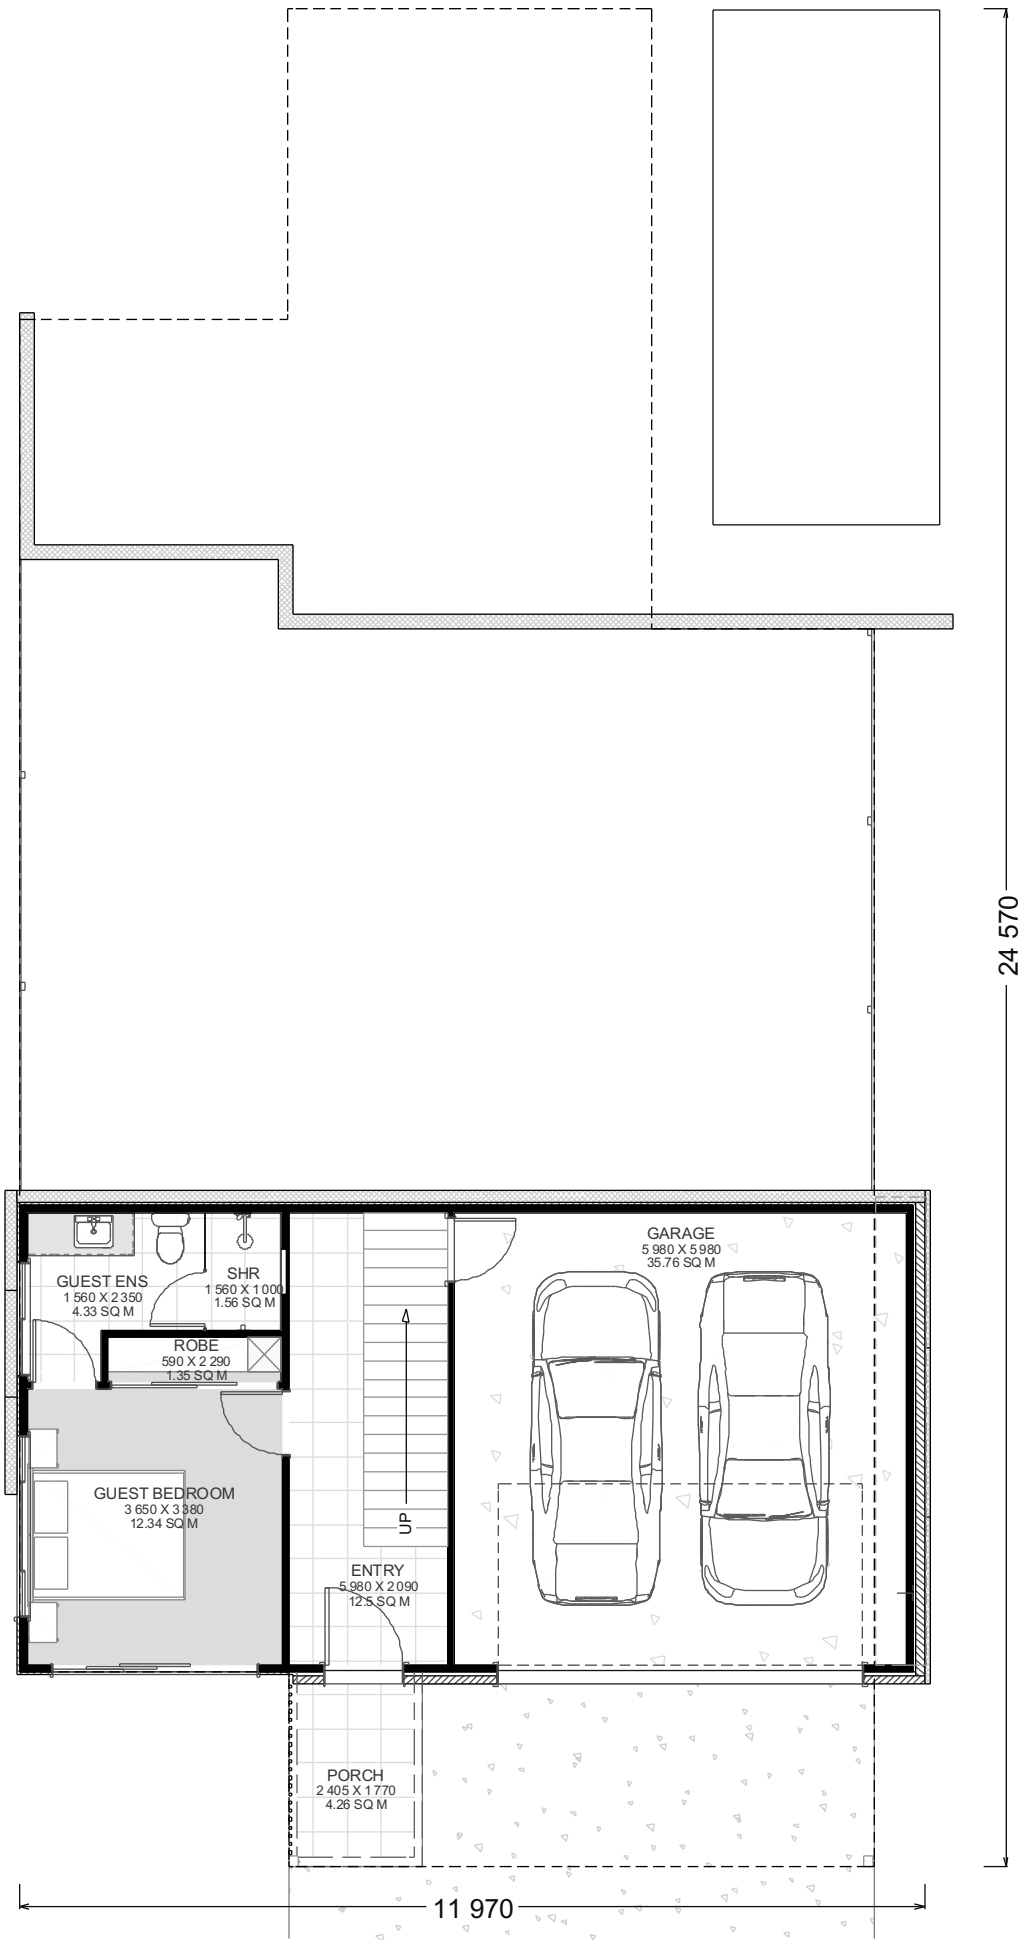 GARAGE
5 980 X 5 980
35.76 SQ M
GUEST ENS
1 560 X 2 350
4.33 SQ M
SHR
1 560 X 1 000
1.56 SQ M
ROBE
590 X 2 290
1.35 SQ M
GUEST BEDROOM
3 650 X 3 380
12.34 SQ M
UP
ENTRY
5 980 X 2 090
12.5 SQ M
PORCH
2 405 X 1 770
4.26 SQ M
24 570
11 970